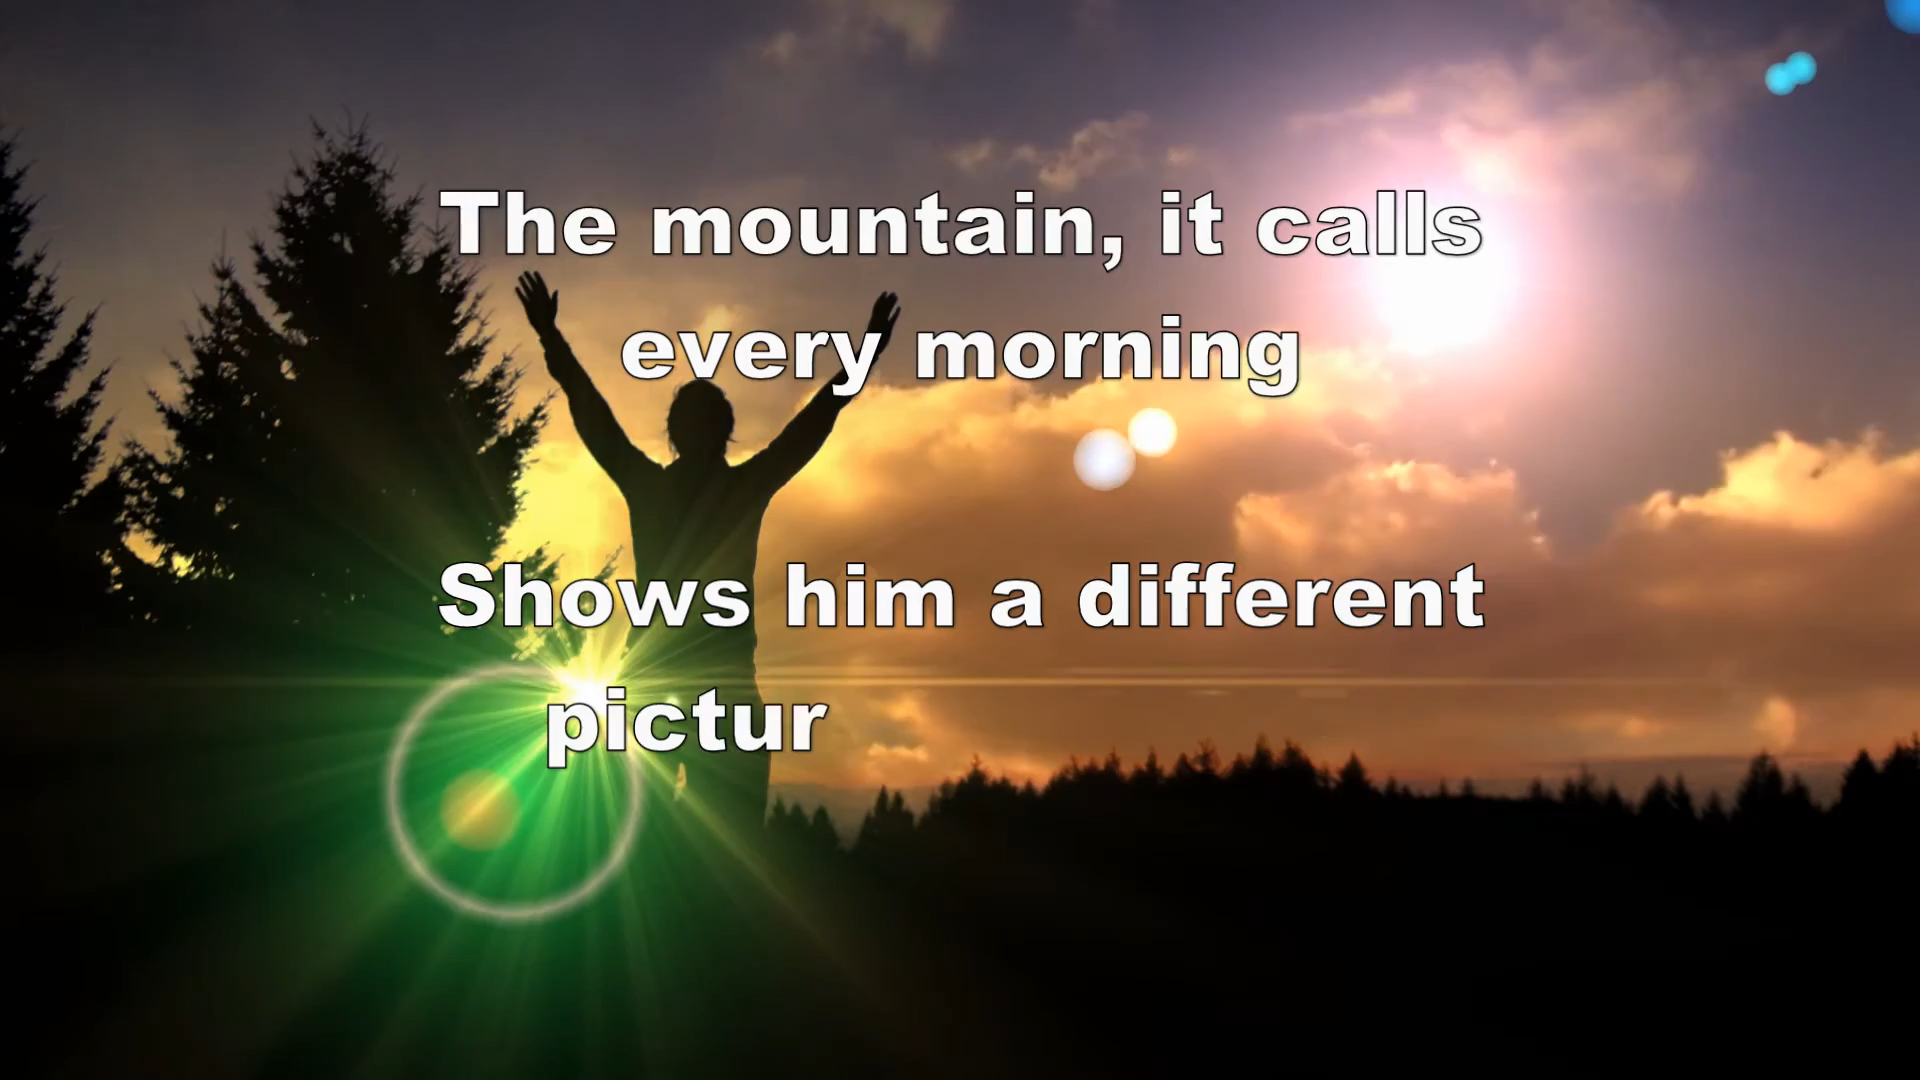 The mountain, it calls
every morning
Shows him a different
pictur